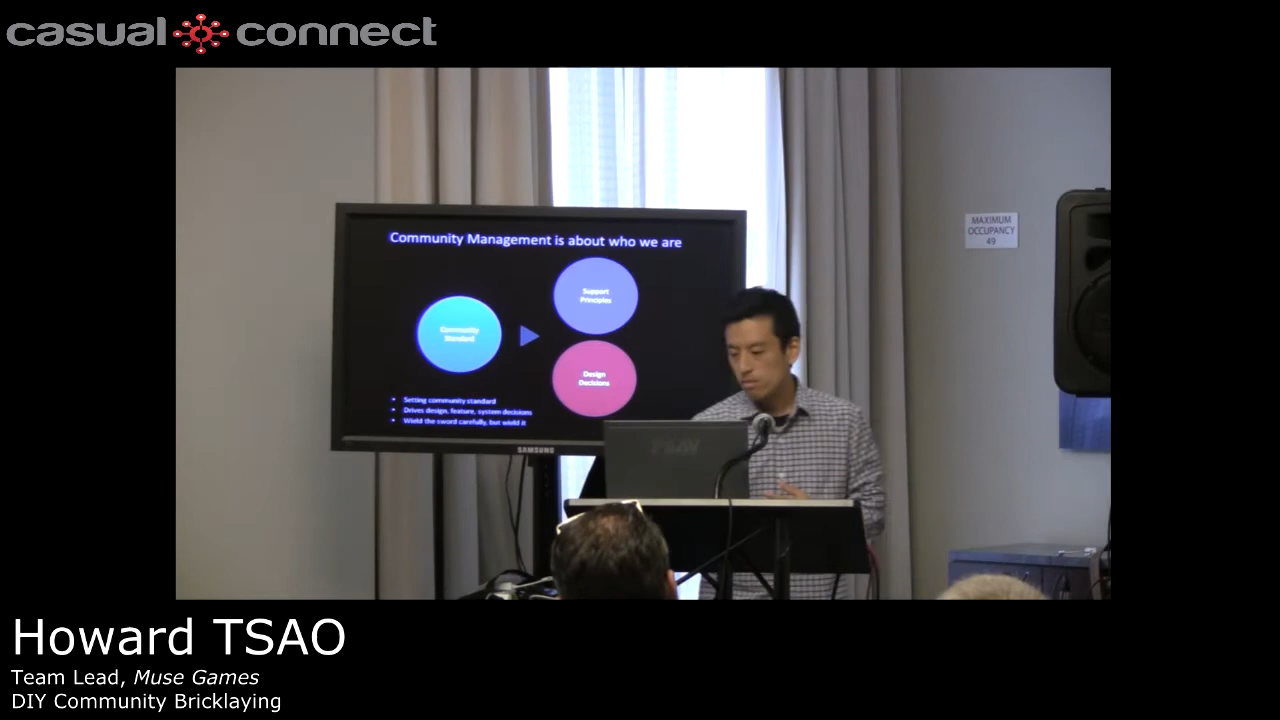 casual connect
Community Management is about who we are
Support
Principles
Community
Standard
Design
Decisions
• Setting community standard
• Drives design, feature, system decisions
• Wield the sword carefully, but wield it
SAMSUNG
PSAV
MAXIMUM
OCCUPANCY
49
Howard TSAO
Team Lead, Muse Games
DIY Community Bricklaying